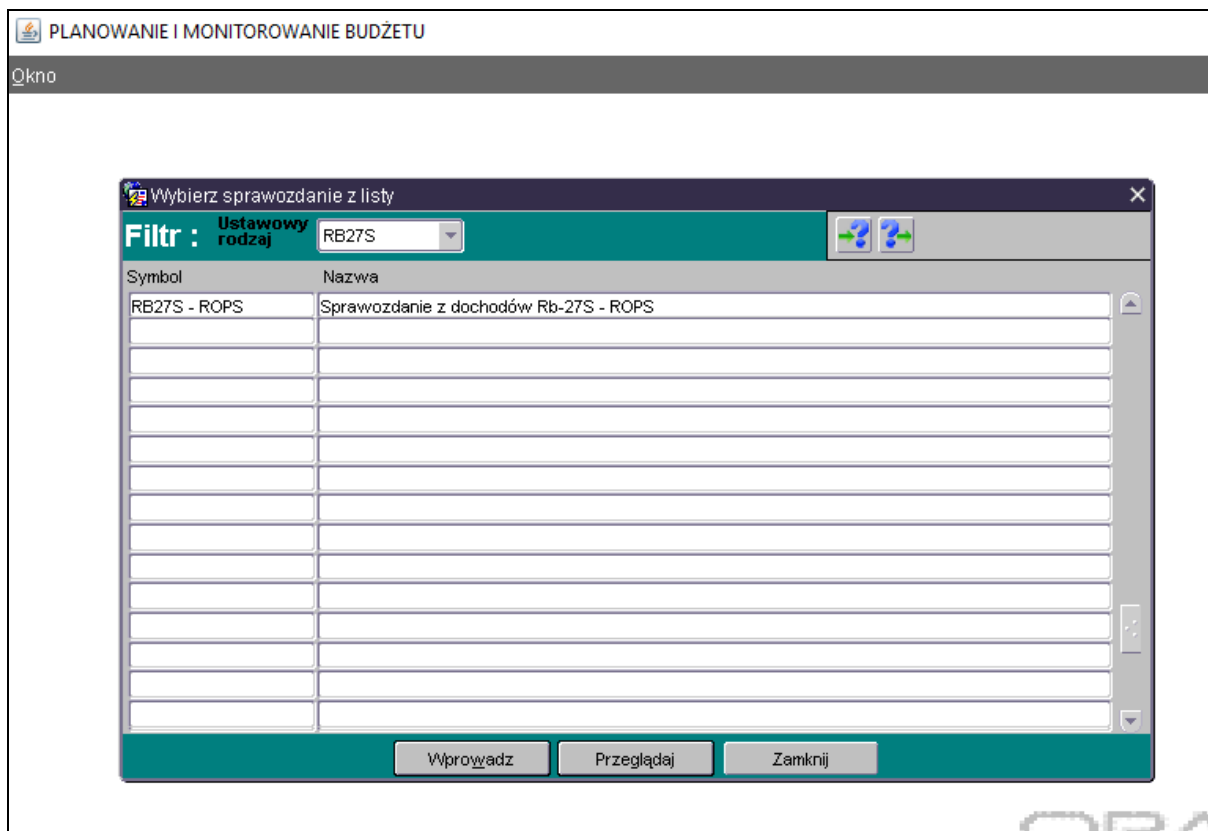 PLANOWANIE I MONITOROWANIE BUDŻETU
Okno
Wybierz sprawozdanie z listy
Filtr : Ustawowy rodzaj RB27S
Symbol Nazwa
RB27S - ROPS Sprawozdanie z dochodów Rb-27S - ROPS
Wprowadz Przeglądaj Zamknij